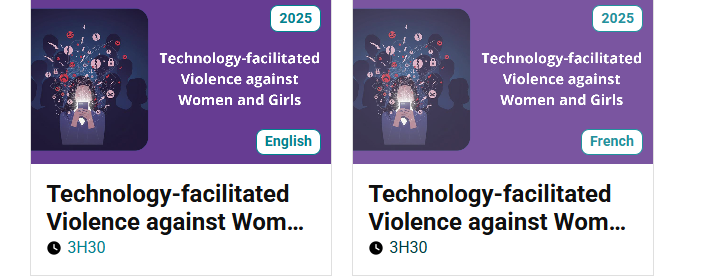 2025
Technology-facilitated
Violence against
Women and Girls
English
Technology-facilitated
Violence against Wom...
3H30
2025
Technology-facilitated
Violence against
Women and Girls
French
Technology-facilitated
Violence against Wom...
3H30